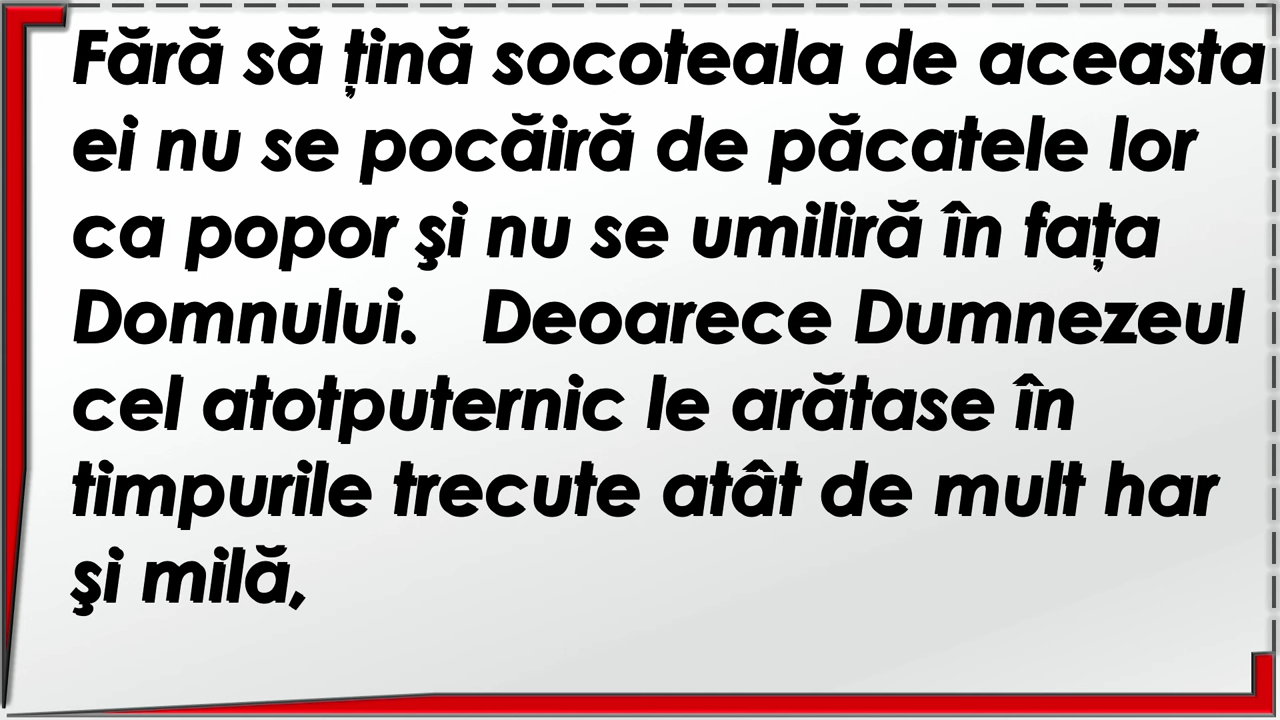 Fără să țină socoteala de aceasta
ei nu se pocăiră de păcatele lor
ca popor şi nu se umiliră în fața
Domnului.   Deoarece Dumnezeul
cel atotputernic le arătase în
timpurile trecute atât de mult har
şi milă,